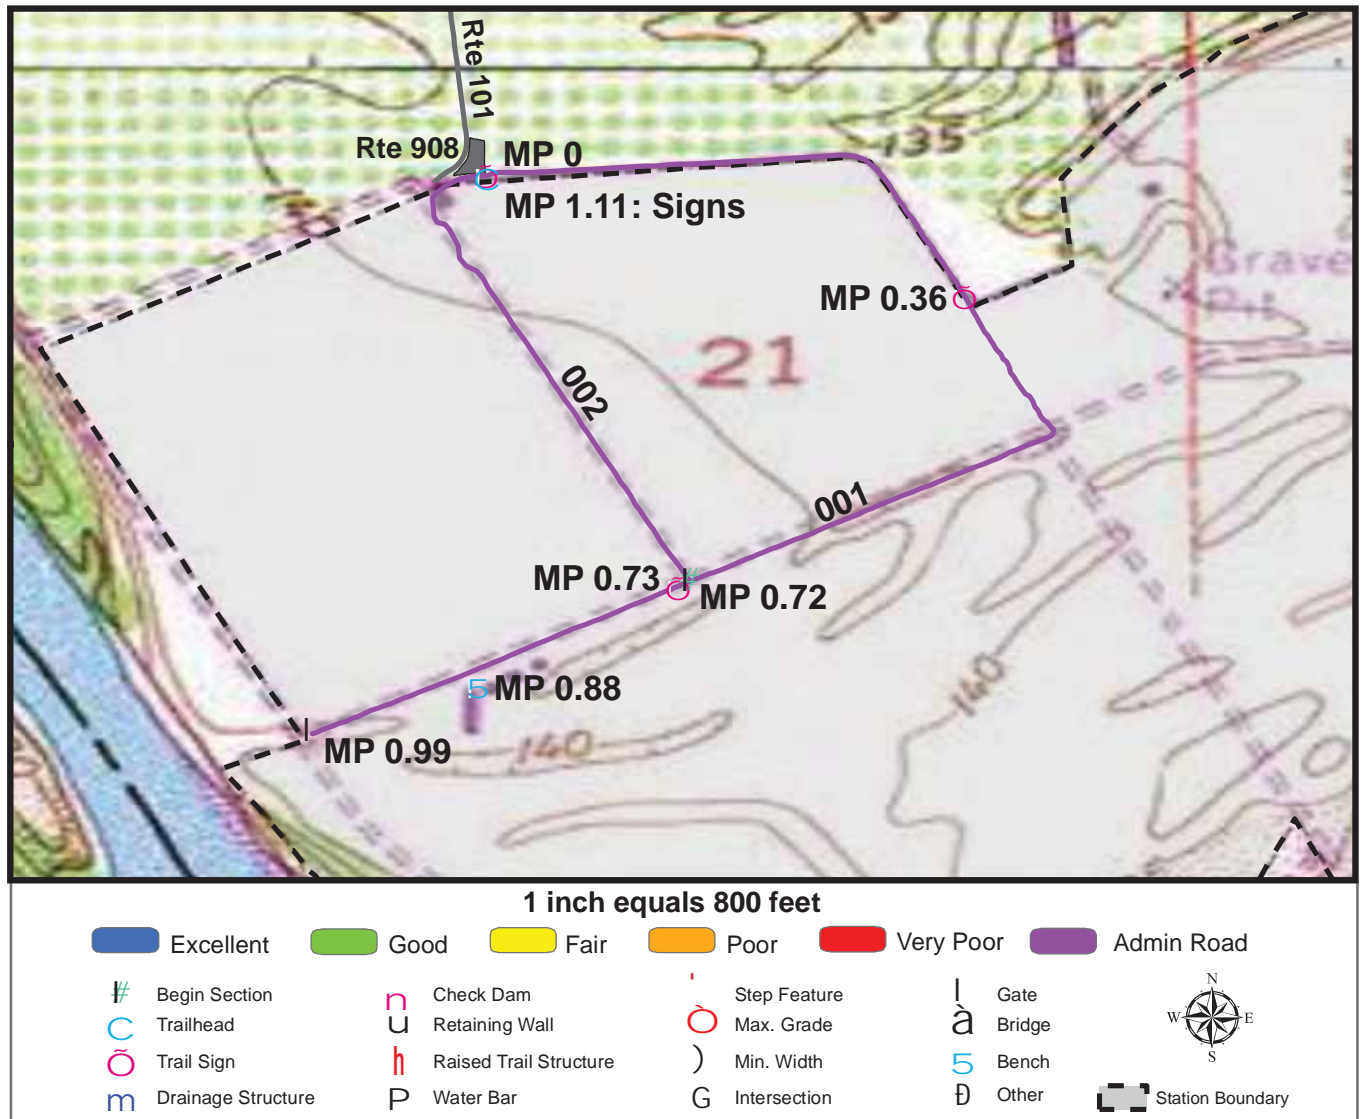 Rte 101
Rte 908
MP 0
135
MP 1.11: Signs
Grave
Pit
MP 0.36
21
002
001
MP 0.73
MP 0.72
140
MP 0.88
140
MP 0.99
1 inch equals 800 feet
Excellent
Good
Fair
Poor
Very Poor
Admin Road
Begin Section
Trailhead
Trail Sign
Drainage Structure
Check Dam
Retaining Wall
Raised Trail Structure
Water Bar
Step Feature
Max. Grade
Min. Width
Intersection
Gate
Bridge
Bench
Other
N
W E
S
Station Boundary